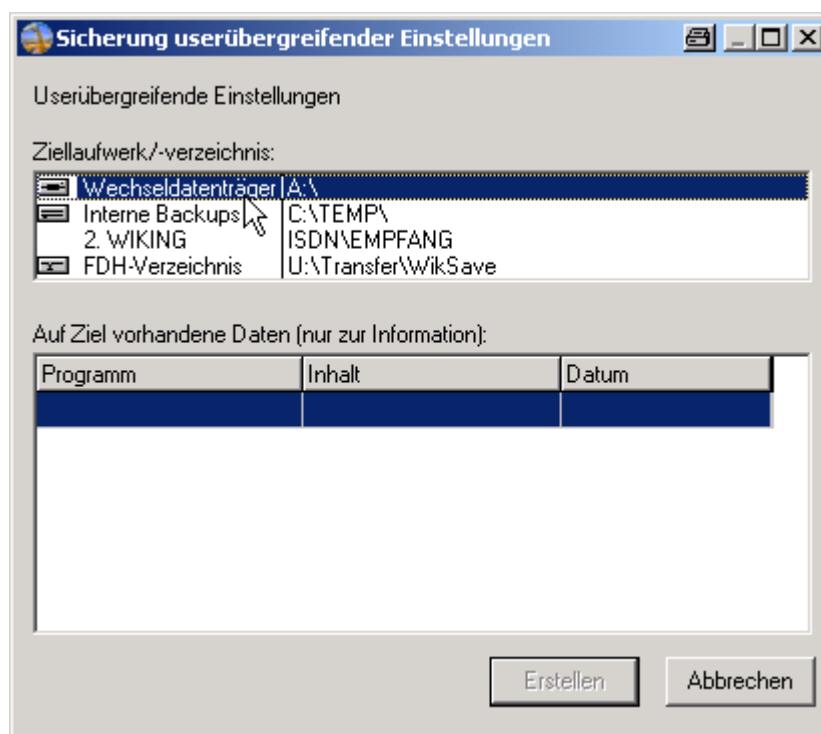 Sicherung userübergreifender Einstellungen
Userübergreifende Einstellungen
Ziellaufwerk/-verzeichnis:
Wechseldatenträger A:\
Interne Backups C:\TEMP\
2. WIKING ISDN\EMPFANG
FDH-Verzeichnis U:\Transfer\WikSave
Auf Ziel vorhandene Daten (nur zur Information):
Programm Inhalt Datum
Erstellen Abbrechen